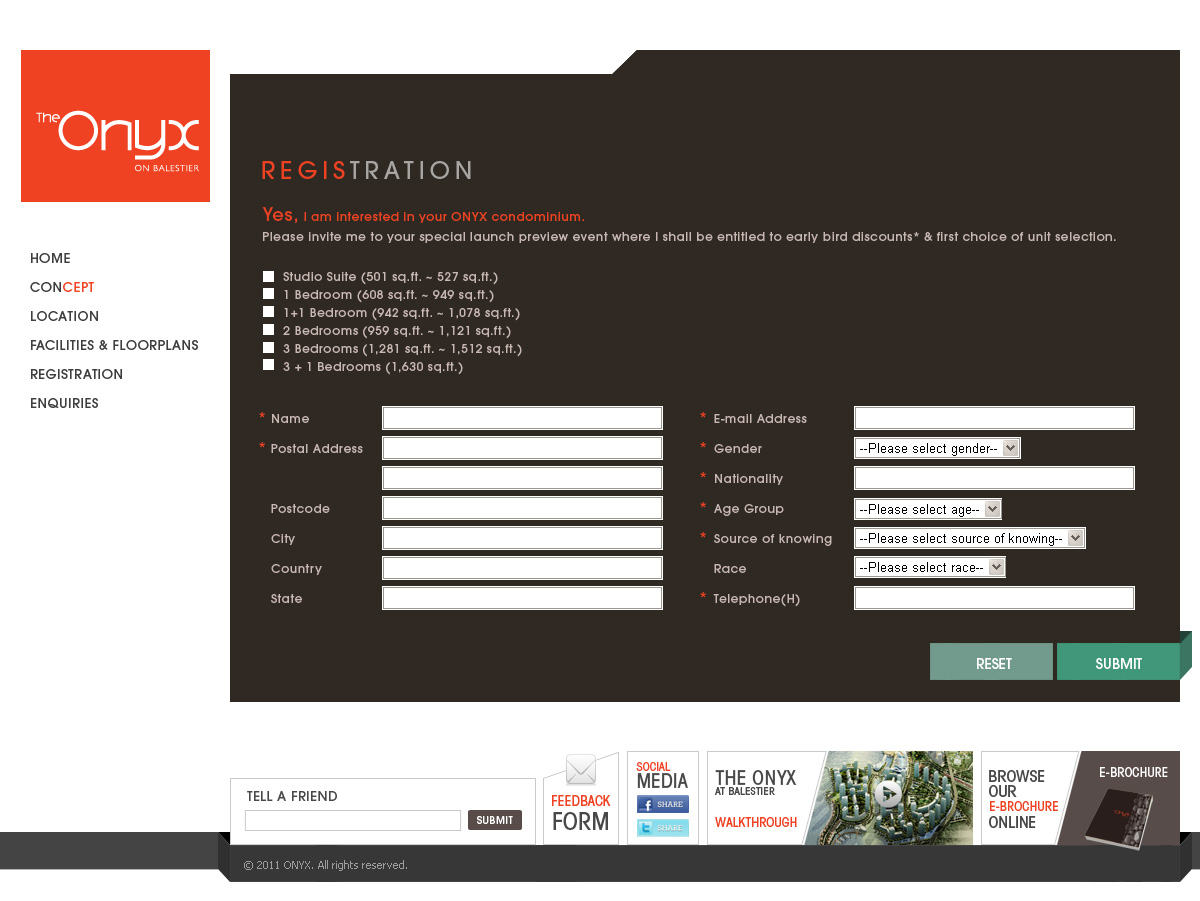 The Onyx
ON BALESTIER
HOME
CONCEPT
LOCATION
FACILITIES & FLOORPLANS
REGISTRATION
ENQUIRIES
REGISTRATION
Yes, I am interested in your ONYX condominium.
Please invite me to your special launch preview event where I shall be entitled to early bird discounts* & first choice of unit selection.
Studio Suite (501 sq.ft. ~ 527 sq.ft.)
1 Bedroom (608 sq.ft. ~ 949 sq.ft.)
1+1 Bedroom (942 sq.ft. ~ 1,078 sq.ft.)
2 Bedrooms (959 sq.ft. ~ 1,121 sq.ft.)
3 Bedrooms (1,281 sq.ft. ~ 1,512 sq.ft.)
3 + 1 Bedrooms (1,630 sq.ft.)
* Name
* Postal Address
Postcode
City
Country
State
* E-mail Address
* Gender --Please select gender--
* Nationality
* Age Group --Please select age--
* Source of knowing --Please select source of knowing--
Race --Please select race--
* Telephone(H)
RESET
SUBMIT
TELL A FRIEND
SUBMIT
FEEDBACK
FORM
SOCIAL
MEDIA
f SHARE
t SHARE
THE ONYX
AT BALESTIER
WALKTHROUGH
BROWSE
OUR
E-BROCHURE
ONLINE
E-BROCHURE
© 2011 ONYX. All rights reserved.